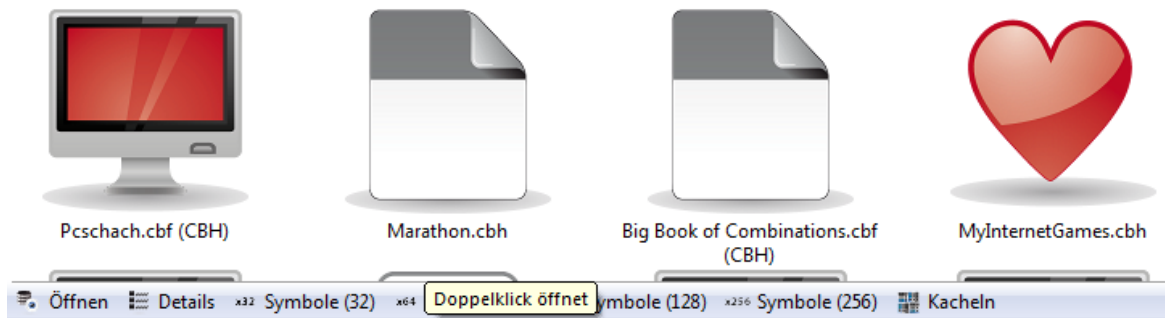 Pcschach.cbf (CBH)
Marathon.cbh
Big Book of Combinations.cbf
(CBH)
MyInternetGames.cbh
Öffnen Details x32 Symbole (32) x64 Doppelklick öffnet ymbole (128) x256 Symbole (256) Kacheln